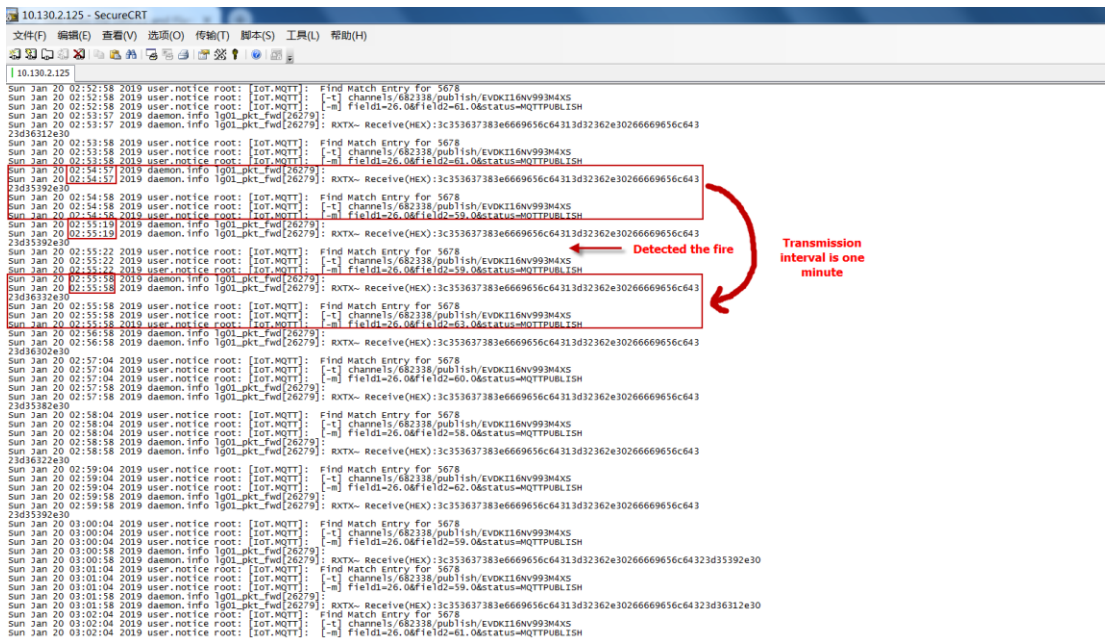 10.130.2.125 - SecureCRT
文件(F) 编辑(E) 查看(V) 选项(O) 传输(T) 脚本(S) 工具(L) 帮助(H)
10.130.2.125
Sun Jan 20 02:52:58 2019 user.notice root: [IoT.MQTT]: Find Match Entry for 5678
Sun Jan 20 02:52:58 2019 user.notice root: [IoT.MQTT]: [-t] channels/682338/publish/EVDKI16NV993M4XS
Sun Jan 20 02:52:58 2019 user.notice root: [IoT.MQTT]: [-m] field1=26.0&field2=61.0&status=MQTTPUBLISH
Sun Jan 20 02:53:57 2019 daemon.info lg01_pkt_fwd[26279]:
Sun Jan 20 02:53:57 2019 daemon.info lg01_pkt_fwd[26279]: RXTX~ Receive(HEX):3c353637383e6669656c64313d32362e30266669656c643
23d36312e30
Sun Jan 20 02:53:58 2019 user.notice root: [IoT.MQTT]: Find Match Entry for 5678
Sun Jan 20 02:53:58 2019 user.notice root: [IoT.MQTT]: [-t] channels/682338/publish/EVDKI16NV993M4XS
Sun Jan 20 02:53:58 2019 user.notice root: [IoT.MQTT]: [-m] field1=26.0&field2=61.0&status=MQTTPUBLISH
Sun Jan 20 02:54:57 2019 daemon.info lg01_pkt_fwd[26279]:
Sun Jan 20 02:54:57 2019 daemon.info lg01_pkt_fwd[26279]: RXTX~ Receive(HEX):3c353637383e6669656c64313d32362e30266669656c643
23d35392e30
Sun Jan 20 02:54:58 2019 user.notice root: [IoT.MQTT]: Find Match Entry for 5678
Sun Jan 20 02:54:58 2019 user.notice root: [IoT.MQTT]: [-t] channels/682338/publish/EVDKI16NV993M4XS
Sun Jan 20 02:54:58 2019 user.notice root: [IoT.MQTT]: [-m] field1=26.0&field2=59.0&status=MQTTPUBLISH
Sun Jan 20 02:55:19 2019 daemon.info lg01_pkt_fwd[26279]:
Sun Jan 20 02:55:19 2019 daemon.info lg01_pkt_fwd[26279]: RXTX~ Receive(HEX):3c353637383e6669656c64313d32362e30266669656c643
23d35392e30
Sun Jan 20 02:55:22 2019 user.notice root: [IoT.MQTT]: Find Match Entry for 5678
Sun Jan 20 02:55:22 2019 user.notice root: [IoT.MQTT]: [-t] channels/682338/publish/EVDKI16NV993M4XS
Sun Jan 20 02:55:22 2019 user.notice root: [IoT.MQTT]: [-m] field1=26.0&field2=59.0&status=MQTTPUBLISH
Detected the fire
Transmission
interval is one
minute
Sun Jan 20 02:55:58 2019 daemon.info lg01_pkt_fwd[26279]:
Sun Jan 20 02:55:58 2019 daemon.info lg01_pkt_fwd[26279]: RXTX~ Receive(HEX):3c353637383e6669656c64313d32362e30266669656c643
23d36332e30
Sun Jan 20 02:55:58 2019 user.notice root: [IoT.MQTT]: Find Match Entry for 5678
Sun Jan 20 02:55:58 2019 user.notice root: [IoT.MQTT]: [-t] channels/682338/publish/EVDKI16NV993M4XS
Sun Jan 20 02:55:58 2019 user.notice root: [IoT.MQTT]: [-m] field1=26.0&field2=63.0&status=MQTTPUBLISH
Sun Jan 20 02:56:58 2019 daemon.info lg01_pkt_fwd[26279]:
Sun Jan 20 02:56:58 2019 daemon.info lg01_pkt_fwd[26279]: RXTX~ Receive(HEX):3c353637383e6669656c64313d32362e30266669656c643
23d36302e30
Sun Jan 20 02:57:04 2019 user.notice root: [IoT.MQTT]: Find Match Entry for 5678
Sun Jan 20 02:57:04 2019 user.notice root: [IoT.MQTT]: [-t] channels/682338/publish/EVDKI16NV993M4XS
Sun Jan 20 02:57:04 2019 user.notice root: [IoT.MQTT]: [-m] field1=26.0&field2=60.0&status=MQTTPUBLISH
Sun Jan 20 02:57:58 2019 daemon.info lg01_pkt_fwd[26279]:
Sun Jan 20 02:57:58 2019 daemon.info lg01_pkt_fwd[26279]: RXTX~ Receive(HEX):3c353637383e6669656c64313d32362e30266669656c643
23d35382e30
Sun Jan 20 02:58:04 2019 user.notice root: [IoT.MQTT]: Find Match Entry for 5678
Sun Jan 20 02:58:04 2019 user.notice root: [IoT.MQTT]: [-t] channels/682338/publish/EVDKI16NV993M4XS
Sun Jan 20 02:58:04 2019 user.notice root: [IoT.MQTT]: [-m] field1=26.0&field2=58.0&status=MQTTPUBLISH
Sun Jan 20 02:58:58 2019 daemon.info lg01_pkt_fwd[26279]:
Sun Jan 20 02:58:58 2019 daemon.info lg01_pkt_fwd[26279]: RXTX~ Receive(HEX):3c353637383e6669656c64313d32362e30266669656c643
23d36322e30
Sun Jan 20 02:59:04 2019 user.notice root: [IoT.MQTT]: Find Match Entry for 5678
Sun Jan 20 02:59:04 2019 user.notice root: [IoT.MQTT]: [-t] channels/682338/publish/EVDKI16NV993M4XS
Sun Jan 20 02:59:04 2019 user.notice root: [IoT.MQTT]: [-m] field1=26.0&field2=62.0&status=MQTTPUBLISH
Sun Jan 20 02:59:58 2019 daemon.info lg01_pkt_fwd[26279]:
Sun Jan 20 02:59:58 2019 daemon.info lg01_pkt_fwd[26279]: RXTX~ Receive(HEX):3c353637383e6669656c64313d32362e30266669656c643
23d35392e30
Sun Jan 20 03:00:04 2019 user.notice root: [IoT.MQTT]: Find Match Entry for 5678
Sun Jan 20 03:00:04 2019 user.notice root: [IoT.MQTT]: [-t] channels/682338/publish/EVDKI16NV993M4XS
Sun Jan 20 03:00:04 2019 user.notice root: [IoT.MQTT]: [-m] field1=26.0&field2=59.0&status=MQTTPUBLISH
Sun Jan 20 03:00:58 2019 daemon.info lg01_pkt_fwd[26279]:
Sun Jan 20 03:00:58 2019 daemon.info lg01_pkt_fwd[26279]: RXTX~ Receive(HEX):3c353637383e6669656c64313d32362e30266669656c64323d35392e30
Sun Jan 20 03:01:04 2019 user.notice root: [IoT.MQTT]: Find Match Entry for 5678
Sun Jan 20 03:01:04 2019 user.notice root: [IoT.MQTT]: [-t] channels/682338/publish/EVDKI16NV993M4XS
Sun Jan 20 03:01:04 2019 user.notice root: [IoT.MQTT]: [-m] field1=26.0&field2=59.0&status=MQTTPUBLISH
Sun Jan 20 03:01:58 2019 daemon.info lg01_pkt_fwd[26279]:
Sun Jan 20 03:01:58 2019 daemon.info lg01_pkt_fwd[26279]: RXTX~ Receive(HEX):3c353637383e6669656c64313d32362e30266669656c64323d36312e30
Sun Jan 20 03:02:04 2019 user.notice root: [IoT.MQTT]: Find Match Entry for 5678
Sun Jan 20 03:02:04 2019 user.notice root: [IoT.MQTT]: [-t] channels/682338/publish/EVDKI16NV993M4XS
Sun Jan 20 03:02:04 2019 user.notice root: [IoT.MQTT]: [-m] field1=26.0&field2=61.0&status=MQTTPUBLISH